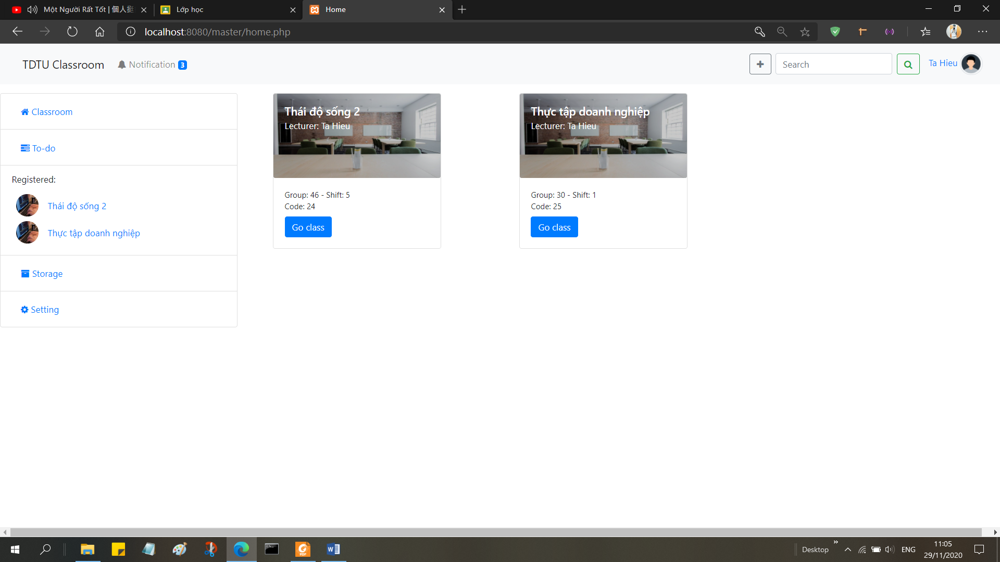 Một Người Rất Tốt | 個人挺
Lớp học
Home
localhost:8080/master/home.php
TDTU Classroom
Notification 3
Search
Ta Hieu
Classroom
To-do
Registered:
Thái độ sống 2
Thực tập doanh nghiệp
Storage
Setting
Thái độ sống 2
Lecturer: Ta Hieu
Group: 46 - Shift: 5
Code: 24
Go class
Thực tập doanh nghiệp
Lecturer: Ta Hieu
Group: 30 - Shift: 1
Code: 25
Go class
Desktop
ENG
11:05
29/11/2020